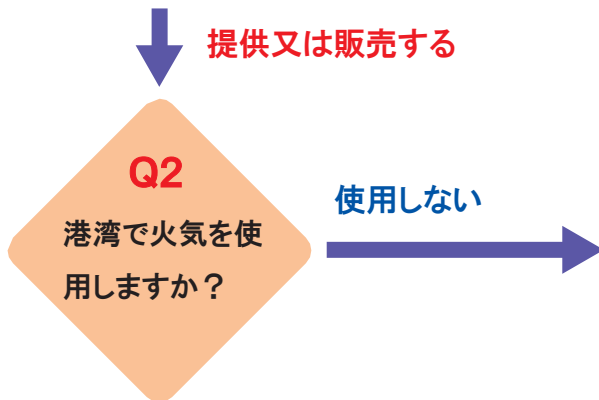 提供又は販売する
Q2
港湾で火気を使
用しますか？
使用しない